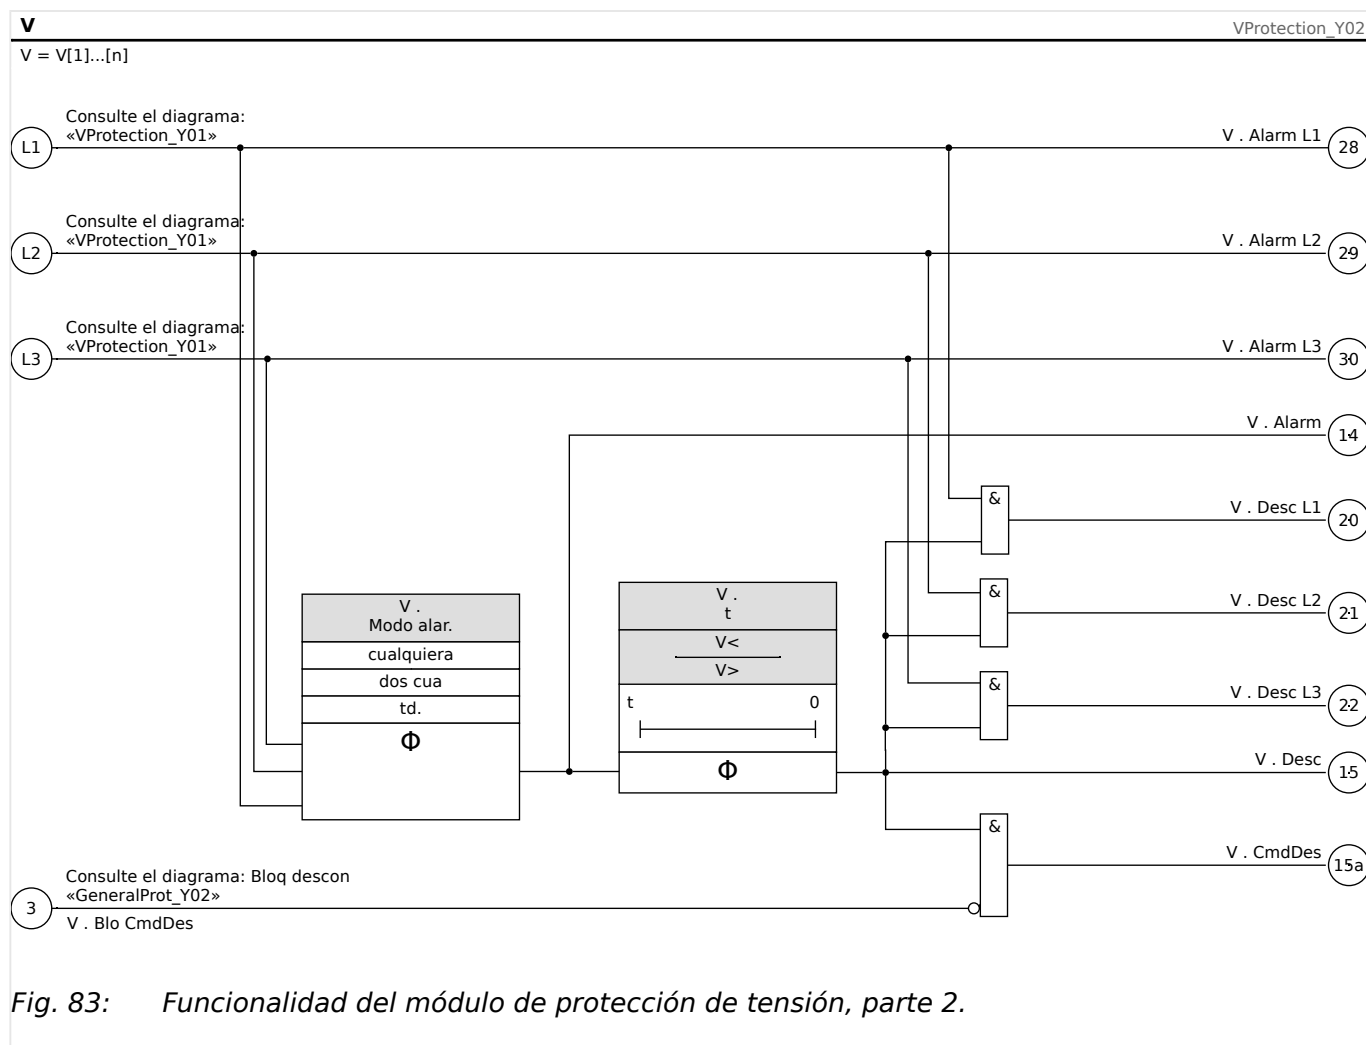 V
VProtection_Y02
V = V[1]...[n]
Consulte el diagrama:
«VProtection_Y01»
L1
V . Alarm L1
28
Consulte el diagrama:
«VProtection_Y01»
L2
V . Alarm L2
29
Consulte el diagrama:
«VProtection_Y01»
L3
V . Alarm L3
30
V . Alarm
14
&
V . Desc L1
20
&
V . Desc L2
21
&
V . Desc L3
22
V .
Modo alar.
cualquiera
dos cua
td.
Φ
V .
t
V<
V>
t 0
Φ
V . Desc
15
&
V . CmdDes
15a
Consulte el diagrama: Bloq descon
«GeneralProt_Y02»
3
V . Blo CmdDes
Fig. 83: Funcionalidad del módulo de protección de tensión, parte 2.